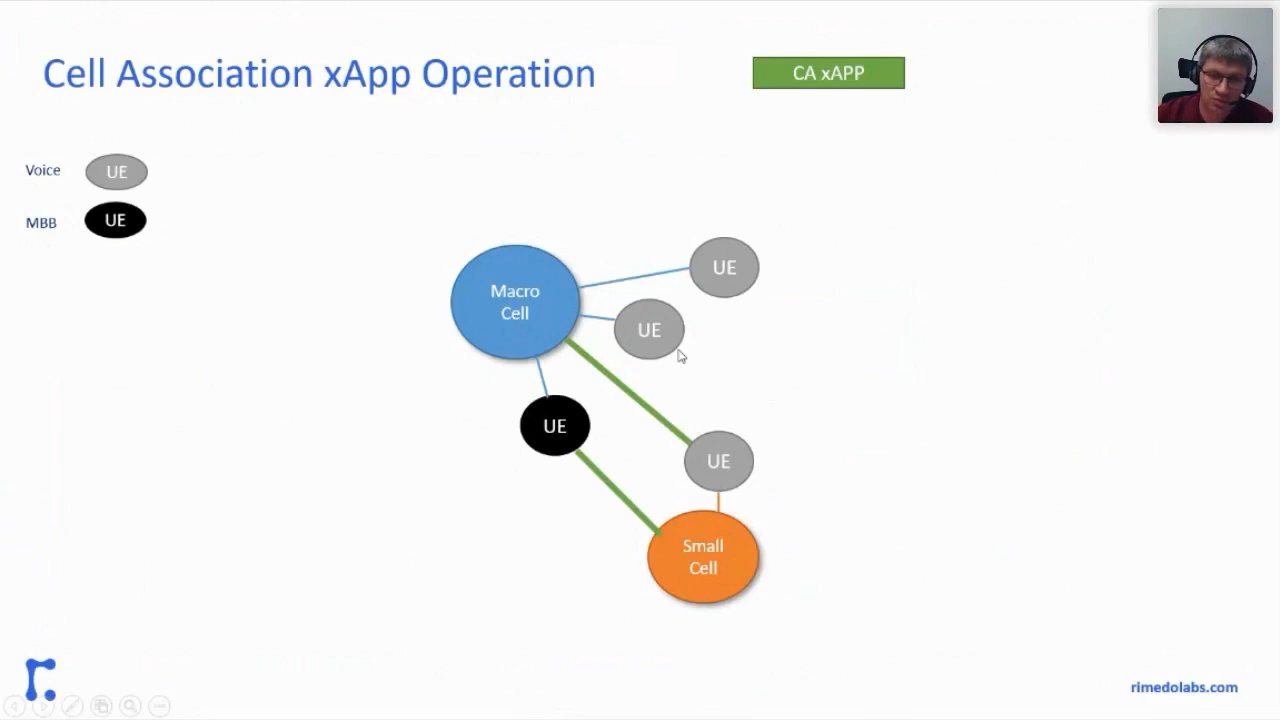 Cell Association xApp Operation
CA xAPP
Voice
UE
MBB
UE
Macro
Cell
UE
UE
UE
UE
Small
Cell
rimedolabs.com